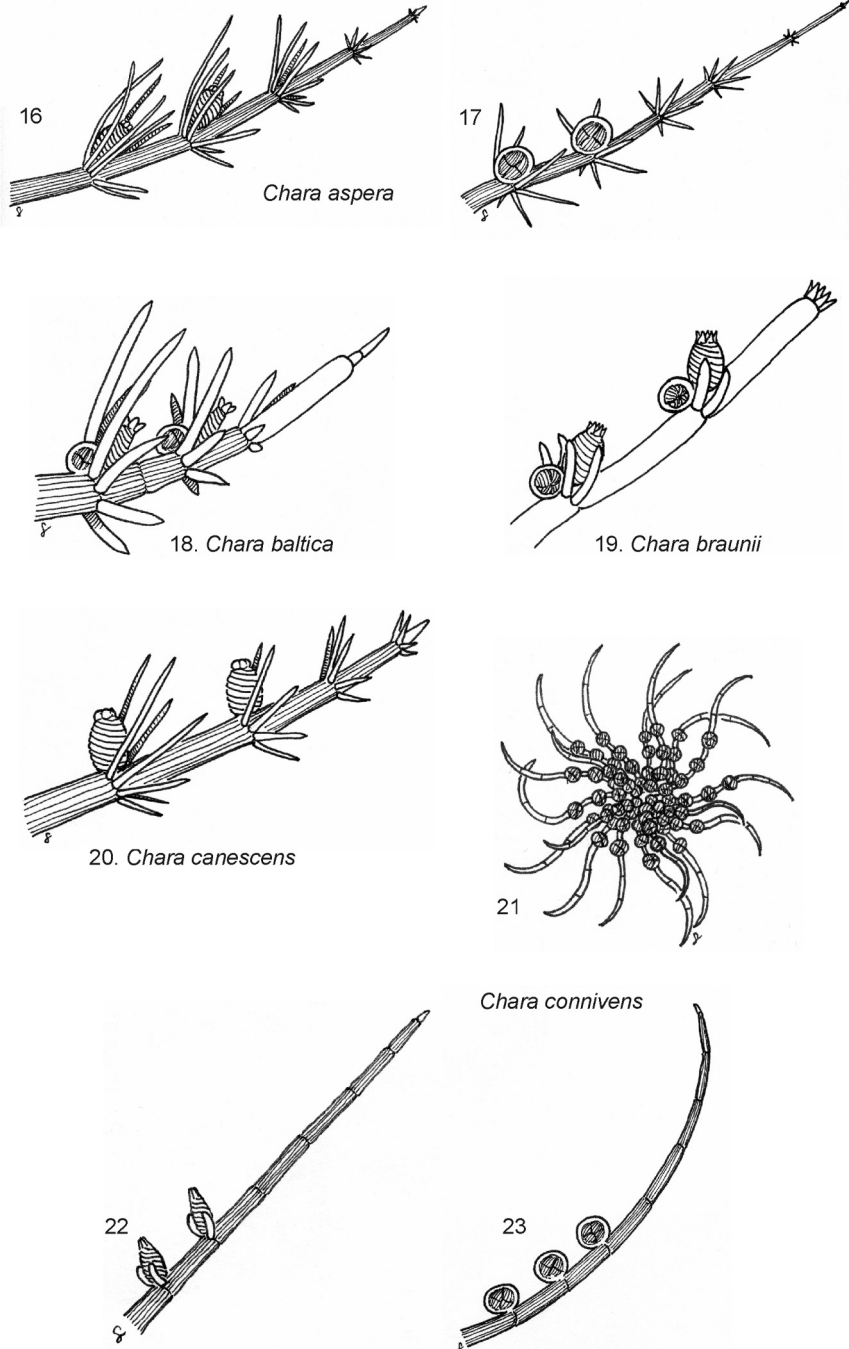 16
17
Chara aspera
18. Chara baltica
19. Chara braunii
20. Chara canescens
21
Chara connivens
22
23